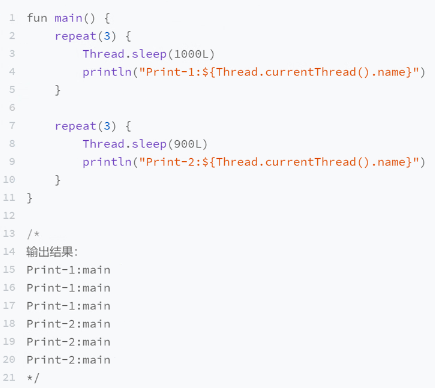 1 fun main() {
2     repeat(3) {
3         Thread.sleep(1000L)
4         println("Print-1:${Thread.currentThread().name}")
5     }
6
7     repeat(3) {
8         Thread.sleep(900L)
9         println("Print-2:${Thread.currentThread().name}")
10     }
11 }
12
13 /*
14 输出结果:
15 Print-1:main
16 Print-1:main
17 Print-1:main
18 Print-2:main
19 Print-2:main
20 Print-2:main
21 */